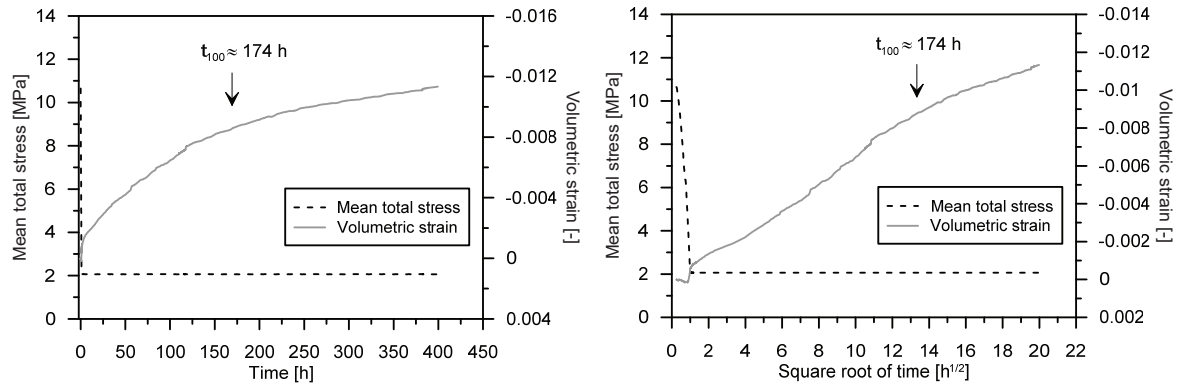 14
12
10
8
6
4
2
0
Mean total stress [MPa]
-0.016
-0.012
-0.008
-0.004
0
0.004
Volumetric strain [-]
t100≈ 174 h
Mean total stress
Volumetric strain
0 50 100 150 200 250 300 350 400 450
Time [h]
14
12
10
8
6
4
2
0
Mean total stress [MPa]
-0.014
-0.012
-0.010
-0.008
-0.006
-0.004
-0.002
0
0.002
Volumetric strain [-]
t100≈ 174 h
Mean total stress
Volumetric strain
0 2 4 6 8 10 12 14 16 18 20 22
Square root of time [h1/2]